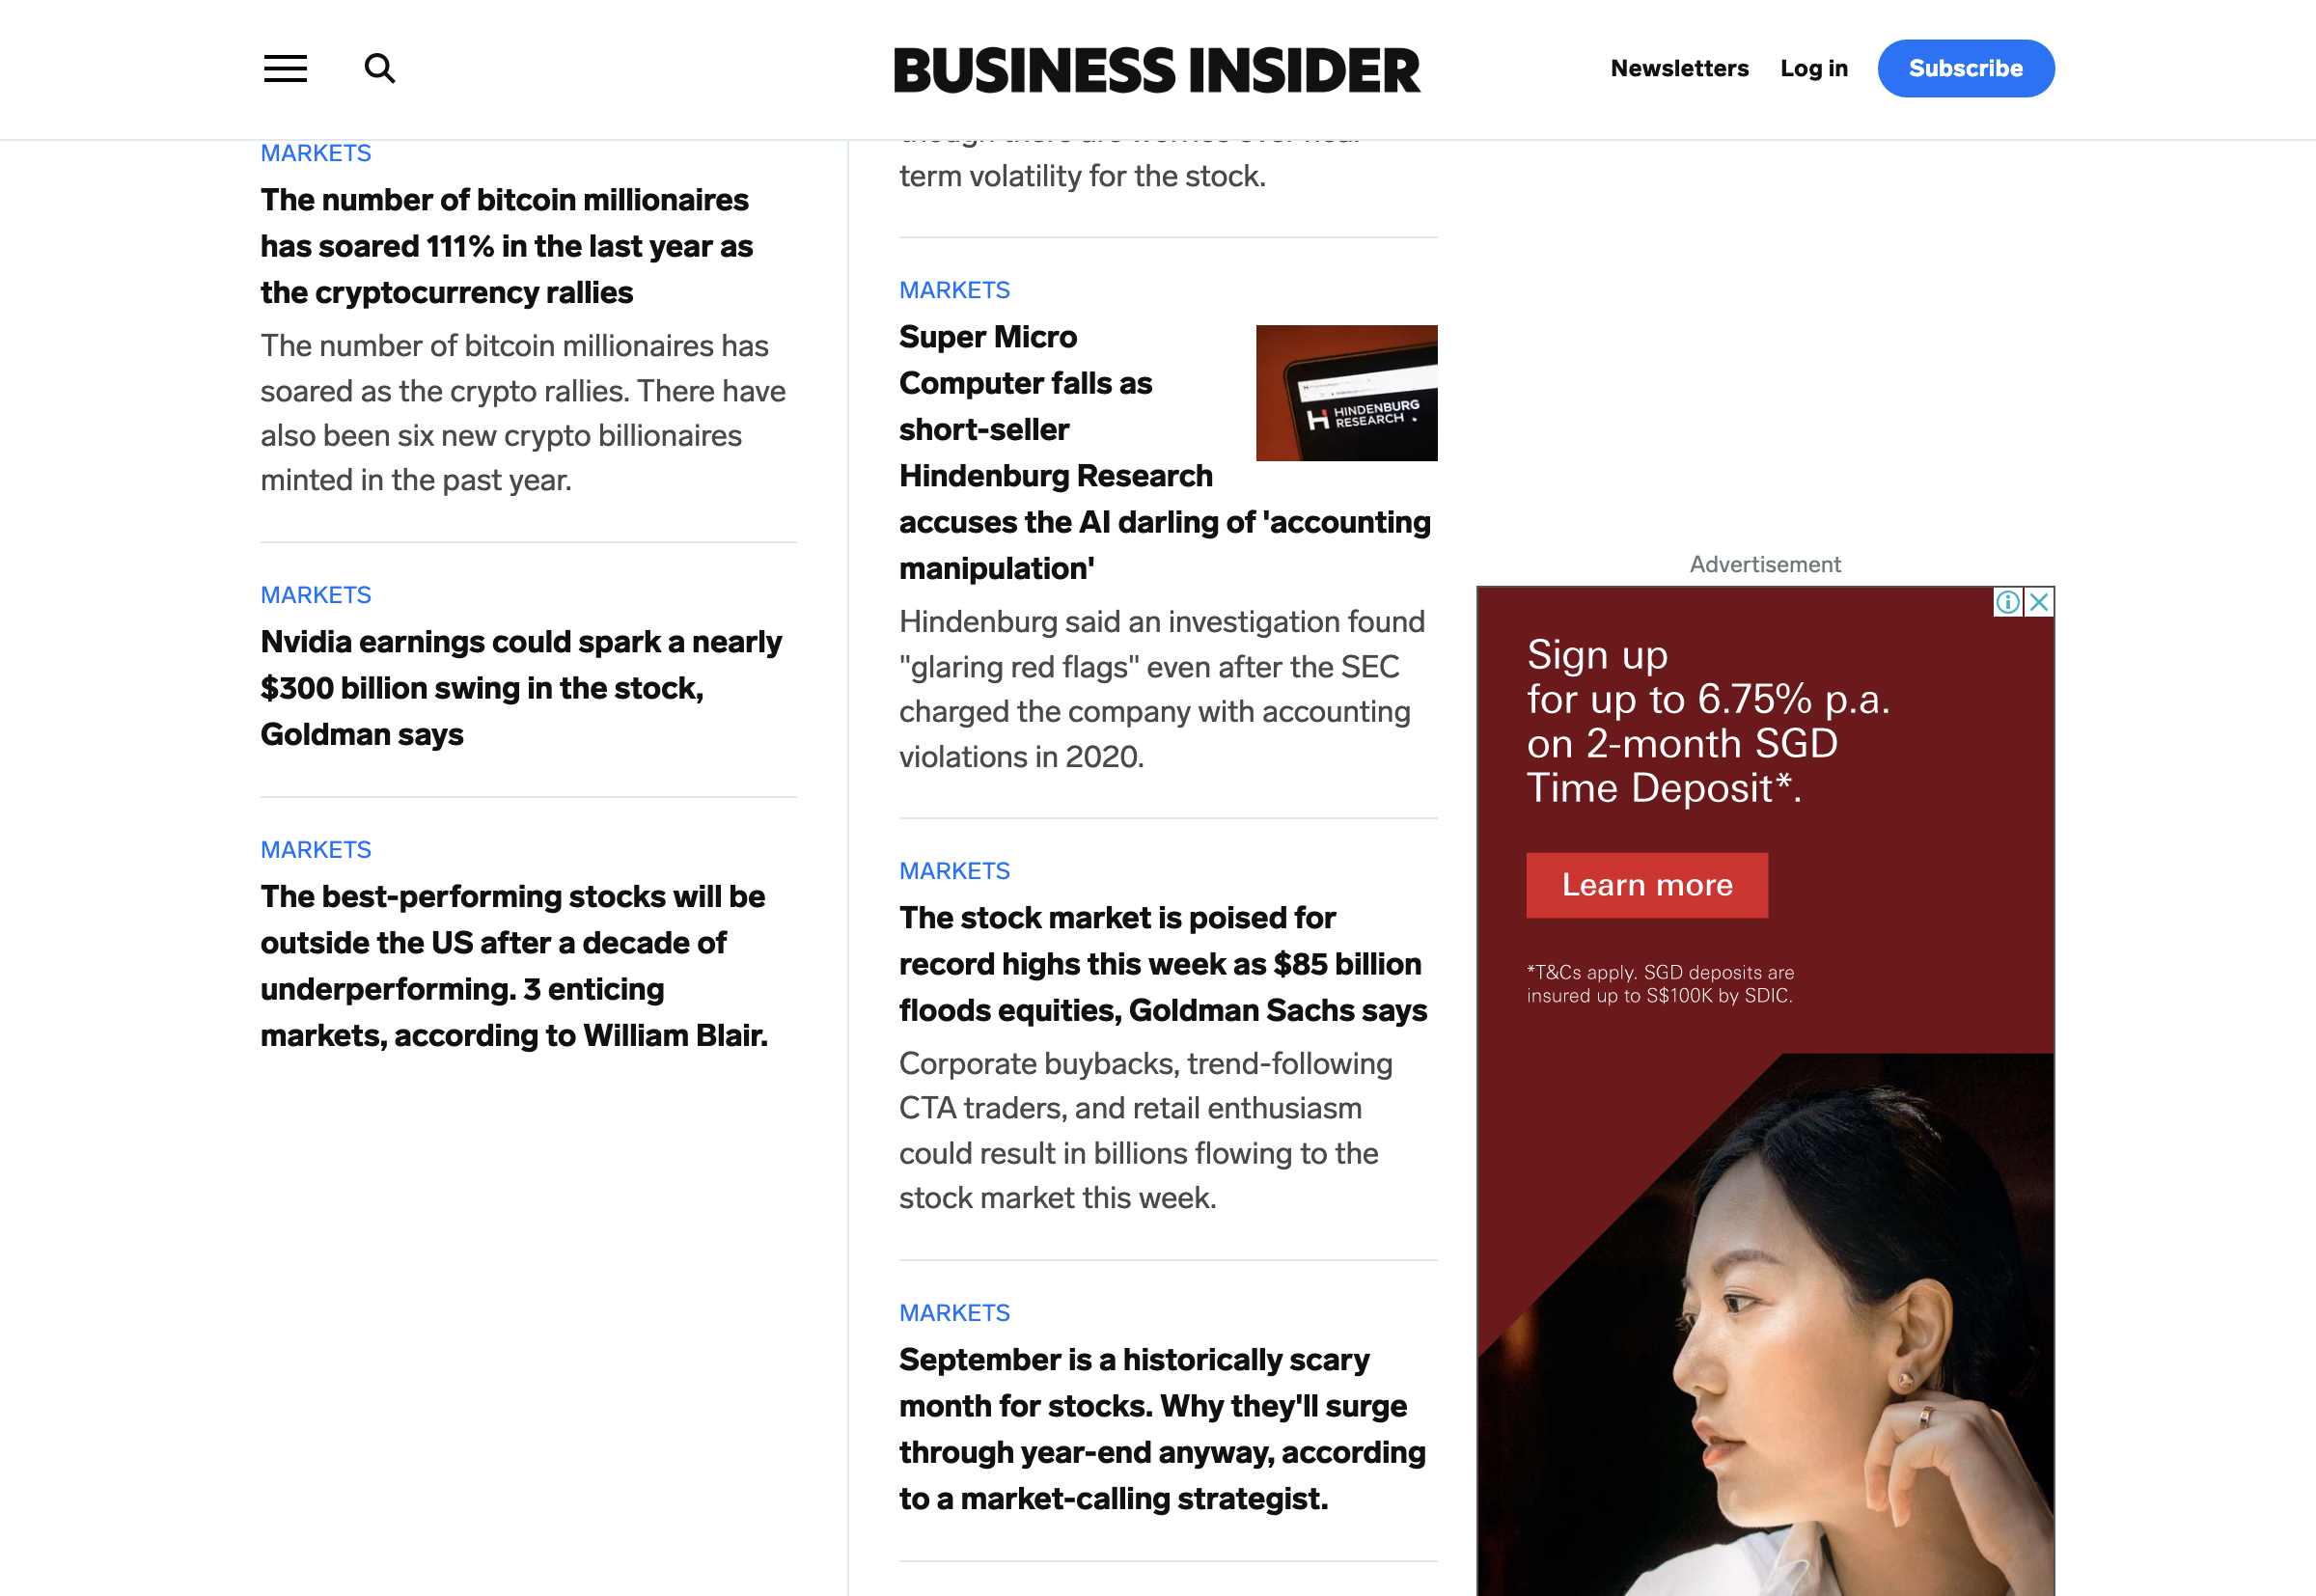 BUSINESS INSIDER
Newsletters
Log in
Subscribe
MARKETS
The number of bitcoin millionaires
has soared 111% in the last year as
the cryptocurrency rallies
The number of bitcoin millionaires has
soared as the crypto rallies. There have
also been six new crypto billionaires
minted in the past year.
MARKETS
Nvidia earnings could spark a nearly
$300 billion swing in the stock,
Goldman says
MARKETS
The best-performing stocks will be
outside the US after a decade of
underperforming. 3 enticing
markets, according to William Blair.
term volatility for the stock.
MARKETS
Super Micro
Computer falls as
short-seller
Hindenburg Research
accuses the AI darling of 'accounting
manipulation'
HINDENBURG
RESEARCH
Hindenburg said an investigation found
"glaring red flags" even after the SEC
charged the company with accounting
violations in 2020.
MARKETS
The stock market is poised for
record highs this week as $85 billion
floods equities, Goldman Sachs says
Corporate buybacks, trend-following
CTA traders, and retail enthusiasm
could result in billions flowing to the
stock market this week.
MARKETS
September is a historically scary
month for stocks. Why they'll surge
through year-end anyway, according
to a market-calling strategist.
Advertisement
Sign up
for up to 6.75% p.a.
on 2-month SGD
Time Deposit*.
Learn more
*T&Cs apply. SGD deposits are
insured up to S$100K by SDIC.